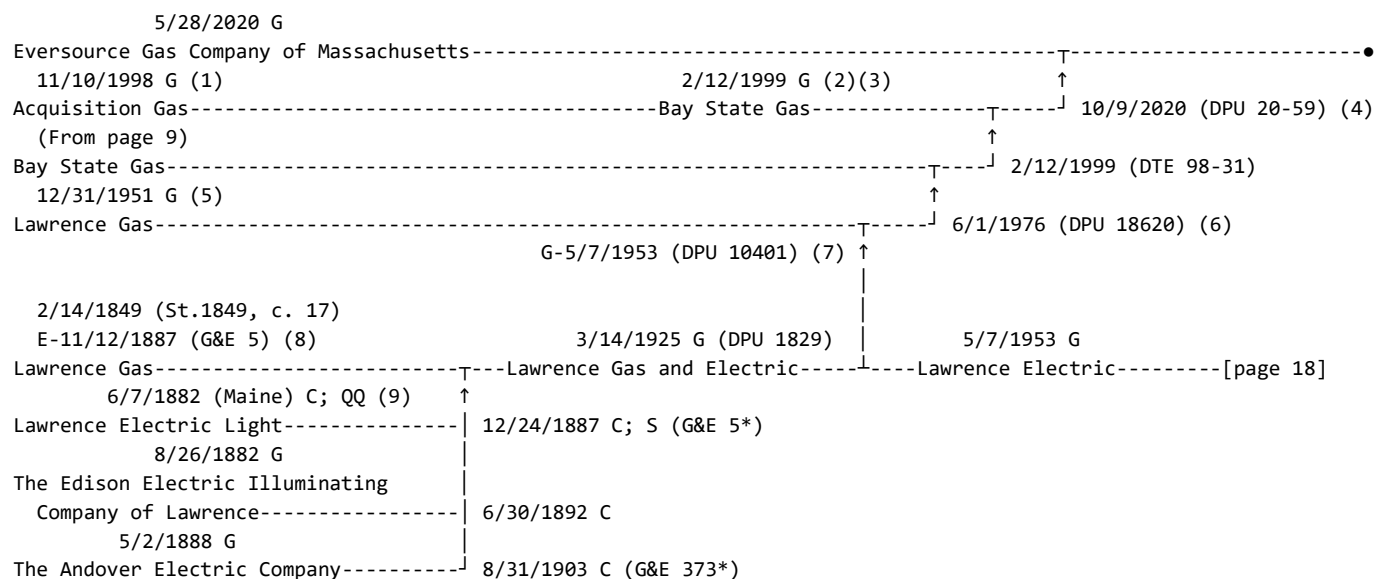 5/28/2020 G
Eversource Gas Company of Massachusetts--------------------------------------------------┬-------------------------●
11/10/1998 G (1) 2/12/1999 G (2)(3) ↑
Acquisition Gas----------------------------------------Bay State Gas---------------┬-----┘ 10/9/2020 (DPU 20-59) (4)
(From page 9) ↑
Bay State Gas-----------------------------------------------------------------┬----┘ 2/12/1999 (DTE 98-31)
12/31/1951 G (5) ↑
Lawrence Gas------------------------------------------------------------┬-----┘ 6/1/1976 (DPU 18620) (6)
G-5/7/1953 (DPU 10401) (7) ↑
│
2/14/1849 (St.1849, c. 17) │
E-11/12/1887 (G&E 5) (8) 3/14/1925 G (DPU 1829) │ 5/7/1953 G
Lawrence Gas--------------------------┬---Lawrence Gas and Electric-----┴----Lawrence Electric---------[page 18]
6/7/1882 (Maine) C; QQ (9) ↑
Lawrence Electric Light---------------│ 12/24/1887 C; S (G&E 5*)
8/26/1882 G │
The Edison Electric Illuminating │
Company of Lawrence-----------------│ 6/30/1892 C
5/2/1888 G │
The Andover Electric Company----------┘ 8/31/1903 C (G&E 373*)